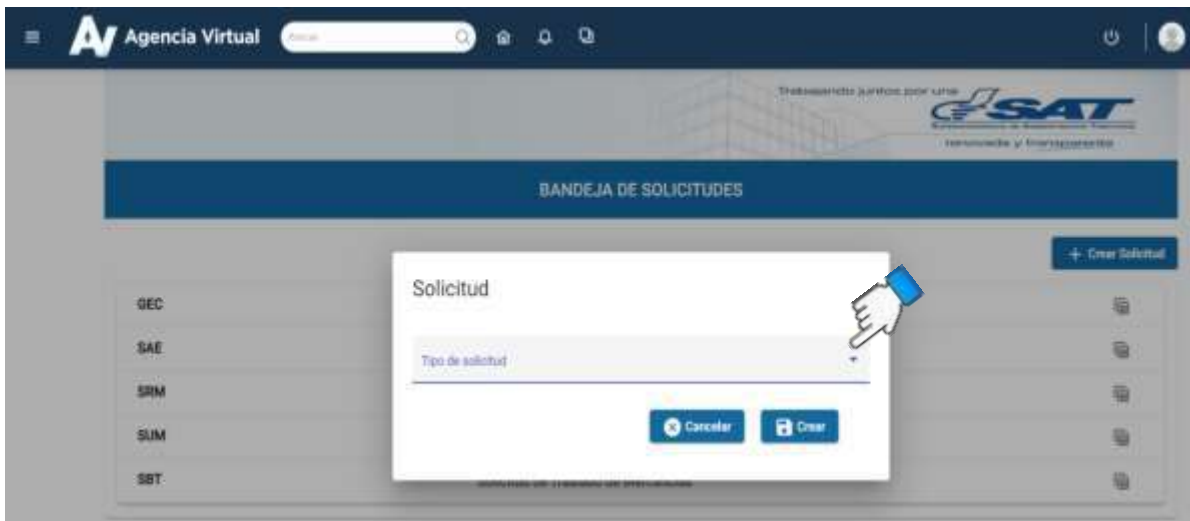 Agencia Virtual
Trabajando juntos por una
SAT
renovada y transparente
BANDEJA DE SOLICITUDES
+ Crear Solicitud
Solicitud
GEC
SAE
Tipo de solicitud
SRM
SUM
Cancelar
Crear
SBT